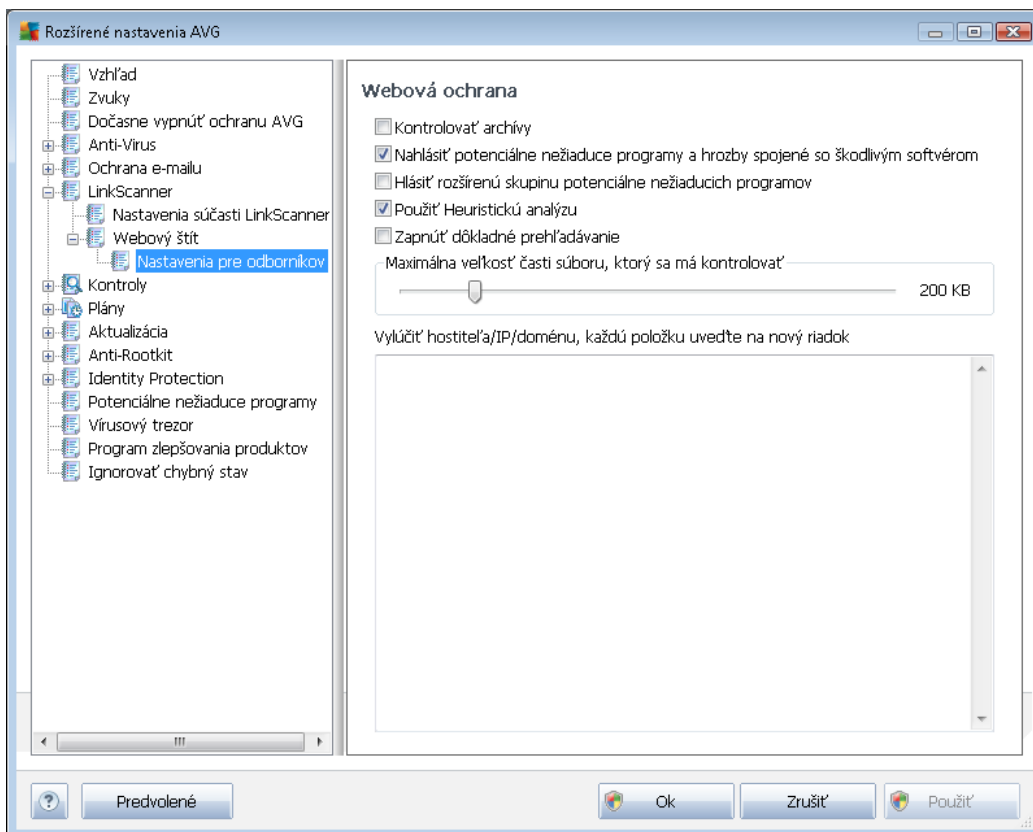 Rozšírené nastavenia AVG
Vzhľad
Zvuky
Dočasne vypnúť ochranu AVG
Anti-Virus
Ochrana e-mailu
LinkScanner
Nastavenia súčasti LinkScanner
Webový štít
Nastavenia pre odborníkov
Kontroly
Plány
Aktualizácia
Anti-Rootkit
Identity Protection
Potenciálne nežiaduce programy
Vírusový trezor
Program zlepšovania produktov
Ignorovať chybný stav
Webová ochrana
Kontrolovať archívy
Nahlásiť potenciálne nežiaduce programy a hrozby spojené so škodlivým softvérom
Hlásiť rozšírenú skupinu potenciálne nežiaducich programov
Použiť Heuristickú analýzu
Zapnúť dôkladné prehľadávanie
Maximálna veľkosť časti súboru, ktorý sa má kontrolovať
200 KB
Vylúčiť hostiteľa/IP/doménu, každú položku uveďte na nový riadok
?
Predvolené
Ok
Zrušiť
Použiť